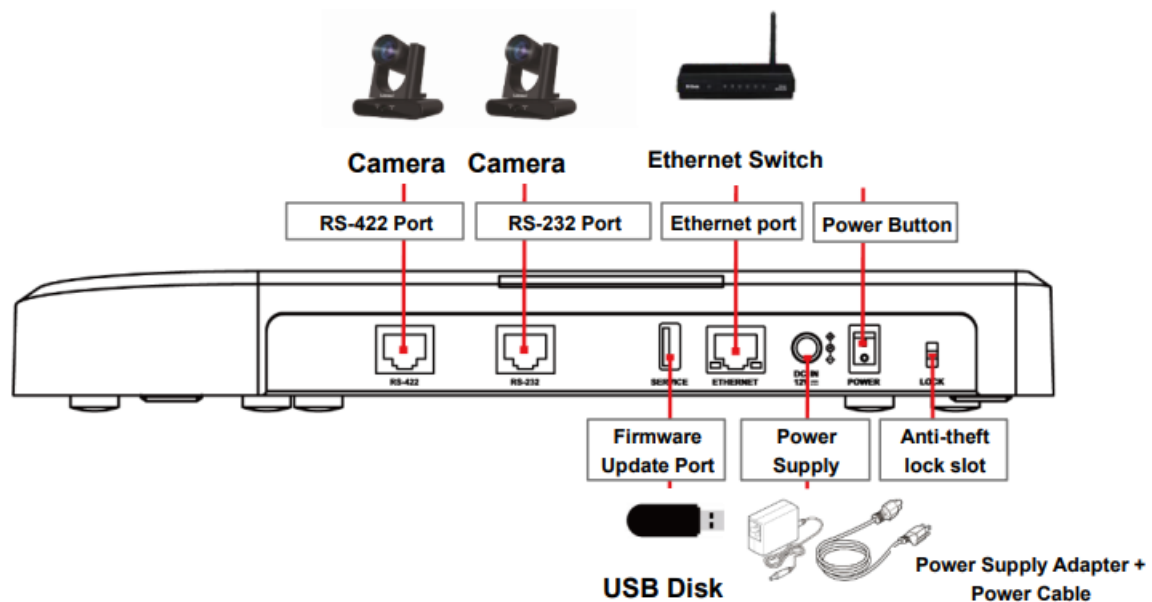 Camera
Camera
Ethernet Switch
RS-422 Port
RS-232 Port
Ethernet port
Power Button
RS-422
RS-232
SERVICE
ETHERNET
DC IN
12V
POWER
LOCK
Firmware
Update Port
Power
Supply
Anti-theft
lock slot
USB Disk
Power Supply Adapter +
Power Cable